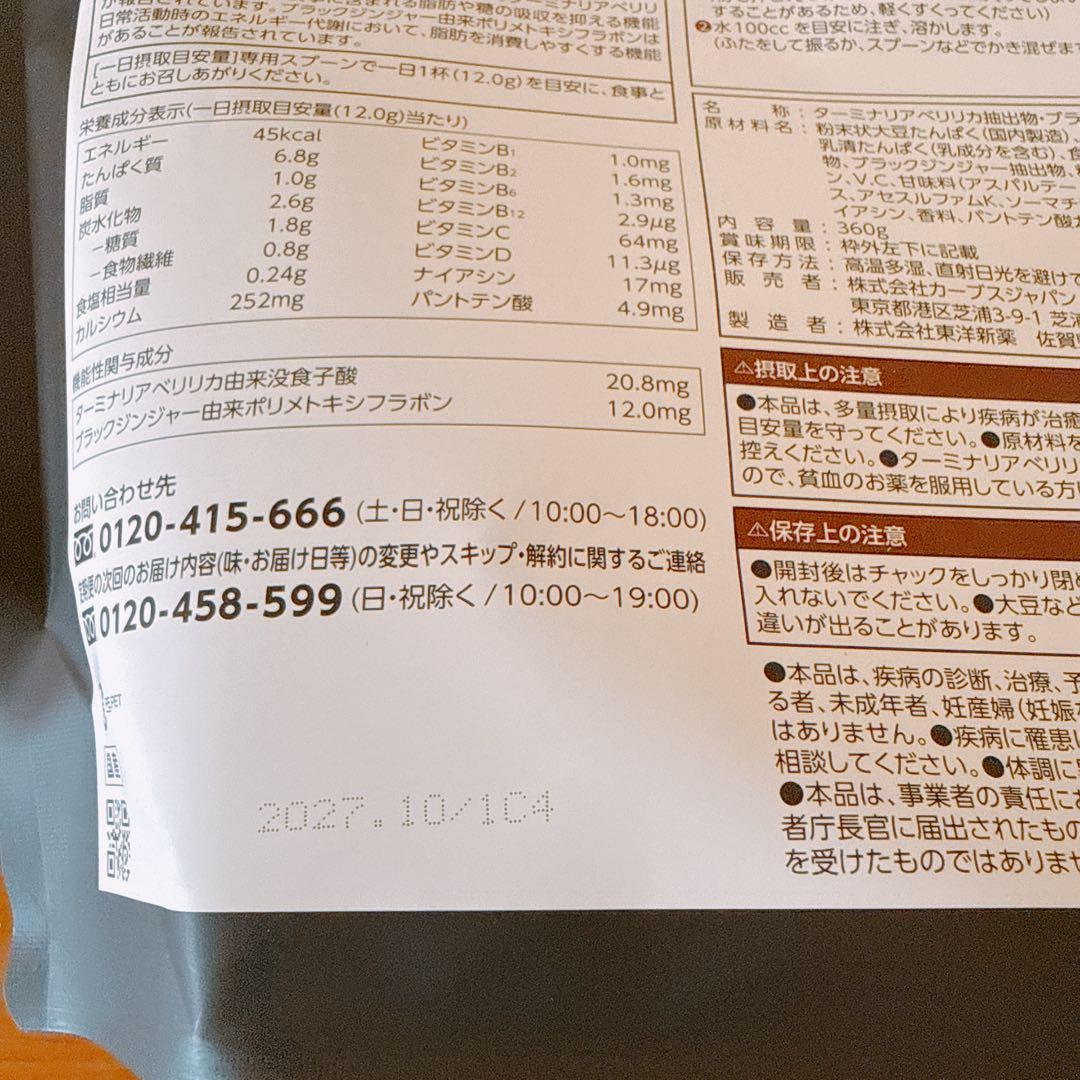 が報告されています。ブラックジンジャー由来ポリメトキシフラボンは
日常活動時のエネルギー代謝において、脂肪を消費しやすくする機能
があることが報告されています。
[一日摂取目安量]専用スプーンで一日1杯(12.0g)を目安に、食事と
ともにお召しあがりください。
栄養成分表示(一日摂取目安量(12.0g)当たり)
エネルギー 45kcal
たんぱく質 6.8g
脂質 1.0g
炭水化物 2.6g
−糖質 1.8g
−食物繊維 0.8g
食塩相当量 0.24g
カルシウム 252mg
ビタミンB1 1.0mg
ビタミンB2 1.6mg
ビタミンB6 1.3mg
ビタミンB12 2.9μg
ビタミンC 64mg
ビタミンD 11.3μg
ナイアシン 17mg
パントテン酸 4.9mg
機能性関与成分
ターミナリアベリリカ由来没食子酸 20.8mg
ブラックジンジャー由来ポリメトキシフラボン 12.0mg
お問い合わせ先
0120-415-666 (土・日・祝除く/10:00〜18:00)
定期便の次回のお届け内容(味・お届け日等)の変更やスキップ・解約に関するご連絡
0120-458-599 (日・祝除く/10:00〜19:00)
2027.10/1C4
することがあるため、軽くすくってください)
❷水100ccを目安に注ぎ、溶かします。
(ふたをして振るか、スプーンなどでかき混ぜま
名称:ターミナリアベリリカ抽出物・ブラ
原材料名:粉末状大豆たんぱく(国内製造)、
乳清たんぱく(乳成分を含む)、食
物、ブラックジンジャー抽出物、
ン、V.C、甘味料(アスパルテー
ス、アセスルファムK、ソーマチ
イアシン、香料、パントテン酸
内容量:360g
賞味期限:枠外左下に記載
保存方法:高温多湿、直射日光を避けて
販売者:株式会社カーブスジャパン
東京都港区芝浦3-9-1 芝浦
製造者:株式会社東洋新薬 佐賀
⚠摂取上の注意
●本品は、多量摂取により疾病が治癒
目安量を守ってください。●原材料を
控えください。●ターミナリアベリリ
ので、貧血のお薬を服用している方
⚠保存上の注意
●開封後はチャックをしっかり閉め
入れないでください。●大豆など
違いが出ることがあります。
●本品は、疾病の診断、治療、予
る者、未成年者、妊産婦(妊娠
はありません。●疾病に罹患
相談してください。●体調に
●本品は、事業者の責任にお
者庁長官に届出されたもの
を受けたものではありませ